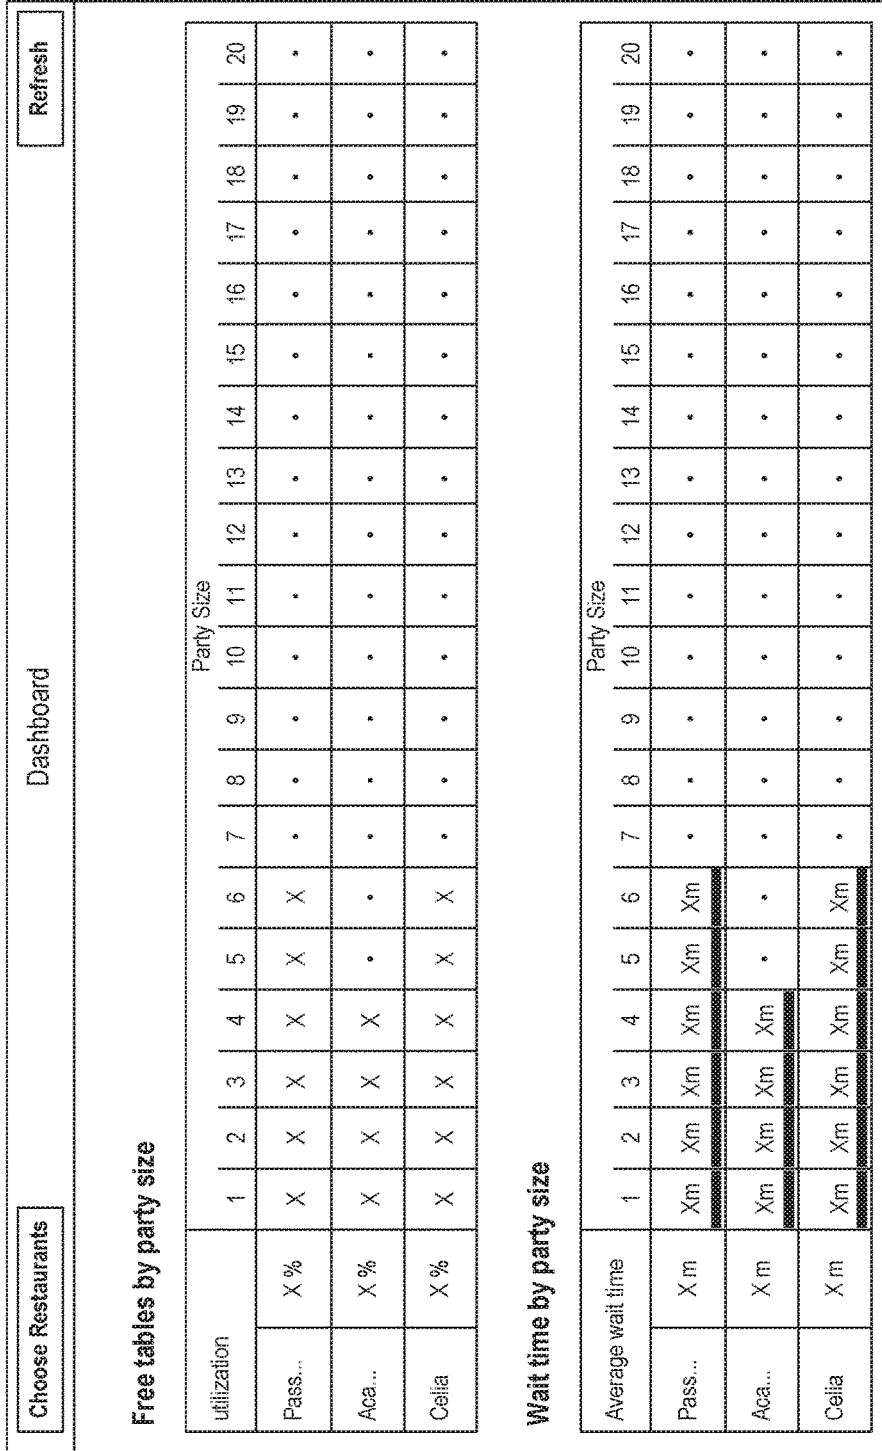 Choose Restaurants Dashboard Refresh
Free tables by party size
utilization Party Size
1 2 3 4 5 6 7 8 9 10 11 12 13 14 15 16 17 18 19 20
Pass... X % X X X X X X • • • • • • • • • • • • • •
Aca... X % X X X X • • • • • • • • • • • • • • • •
Celia X % X X X X X X • • • • • • • • • • • • • •
Wait time by party size
Average wait time Party Size
1 2 3 4 5 6 7 8 9 10 11 12 13 14 15 16 17 18 19 20
Pass... X m Xm Xm Xm Xm Xm Xm • • • • • • • • • • • • • •
Aca... X m Xm Xm Xm Xm • • • • • • • • • • • • • • • •
Celia X m Xm Xm Xm Xm Xm Xm • • • • • • • • • • • • • •